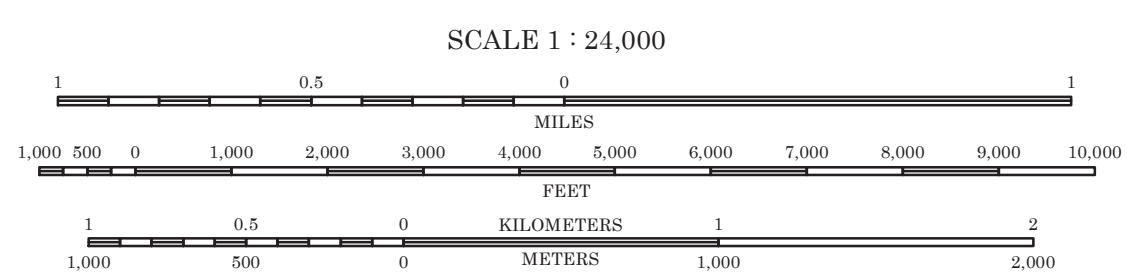 SCALE 1 : 24,000
1 0.5 0 1
MILES
1,000 500 0 1,000 2,000 3,000 4,000 5,000 6,000 7,000 8,000 9,000 10,000
FEET
1 0.5 0 KILOMETERS 1 2
1,000 500 0 METERS 1,000 2,000